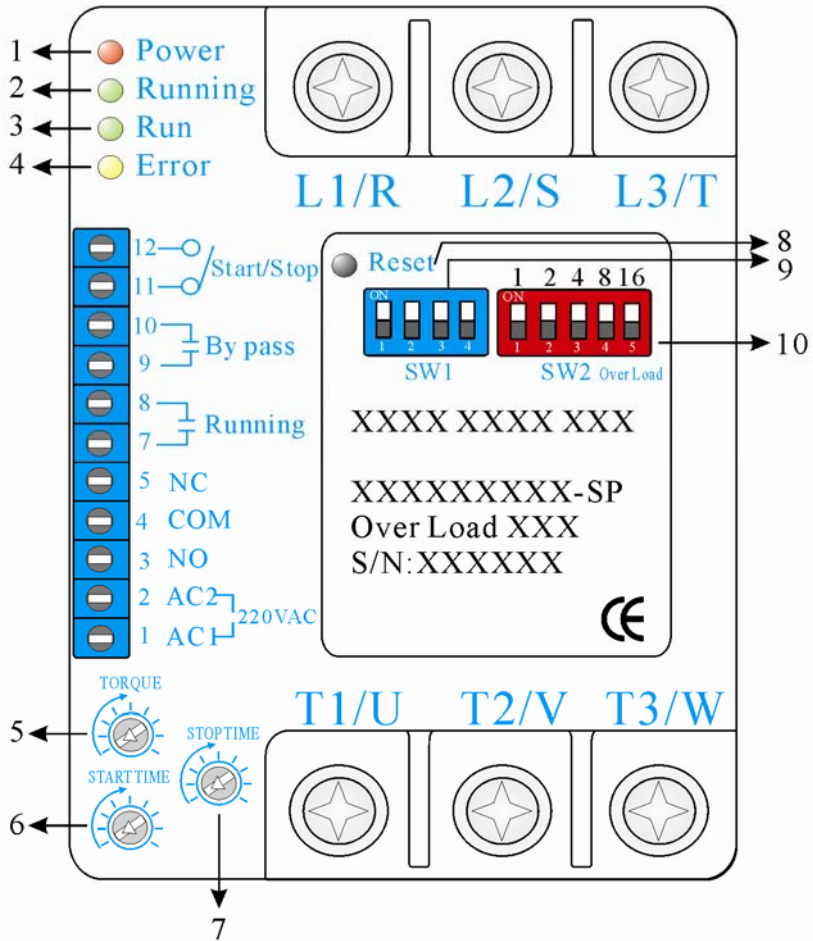 1 Power
2 Running
3 Run
4 Error
L1/R L2/S L3/T
12
11
Start/Stop
10
9
By pass
8
7
Running
5 NC
4 COM
3 NO
2 AC2
1 AC1
220VAC
Reset
8
9
10
ON
1 2 3 4
SW1
1 2 4 8 16
ON
1 2 3 4 5
SW2 Over Load
XXXX XXXX XXX
XXXXXXXXX-SP
Over Load XXX
S/N:XXXXXX
CE
TORQUE
5
STOPTIME
START TIME
6
7
T1/U T2/V T3/W